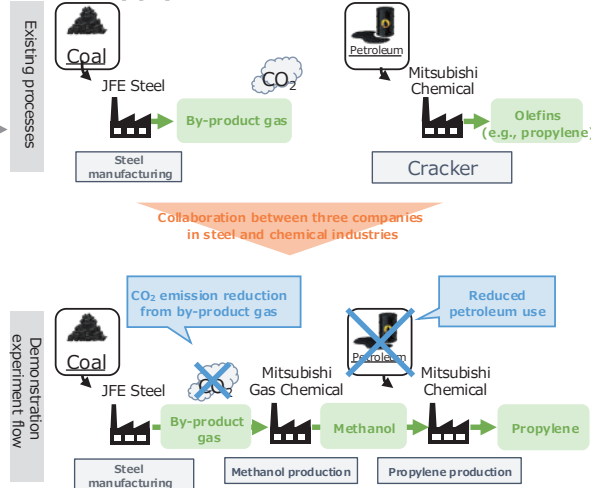 Existing processes
Coal
JFE Steel
By-product gas
CO2
Steel
manufacturing
Petroleum
Mitsubishi
Chemical
Olefins
(e.g., propylene)
Cracker
Collaboration between three companies
in steel and chemical industries
Demonstration
experiment flow
CO₂ emission reduction
from by-product gas
Reduced
petroleum use
Coal
JFE Steel
CO2
By-product
gas
Steel
manufacturing
Mitsubishi
Gas Chemical
Methanol
Methanol production
Petroleum
Mitsubishi
Chemical
Propylene
Propylene production